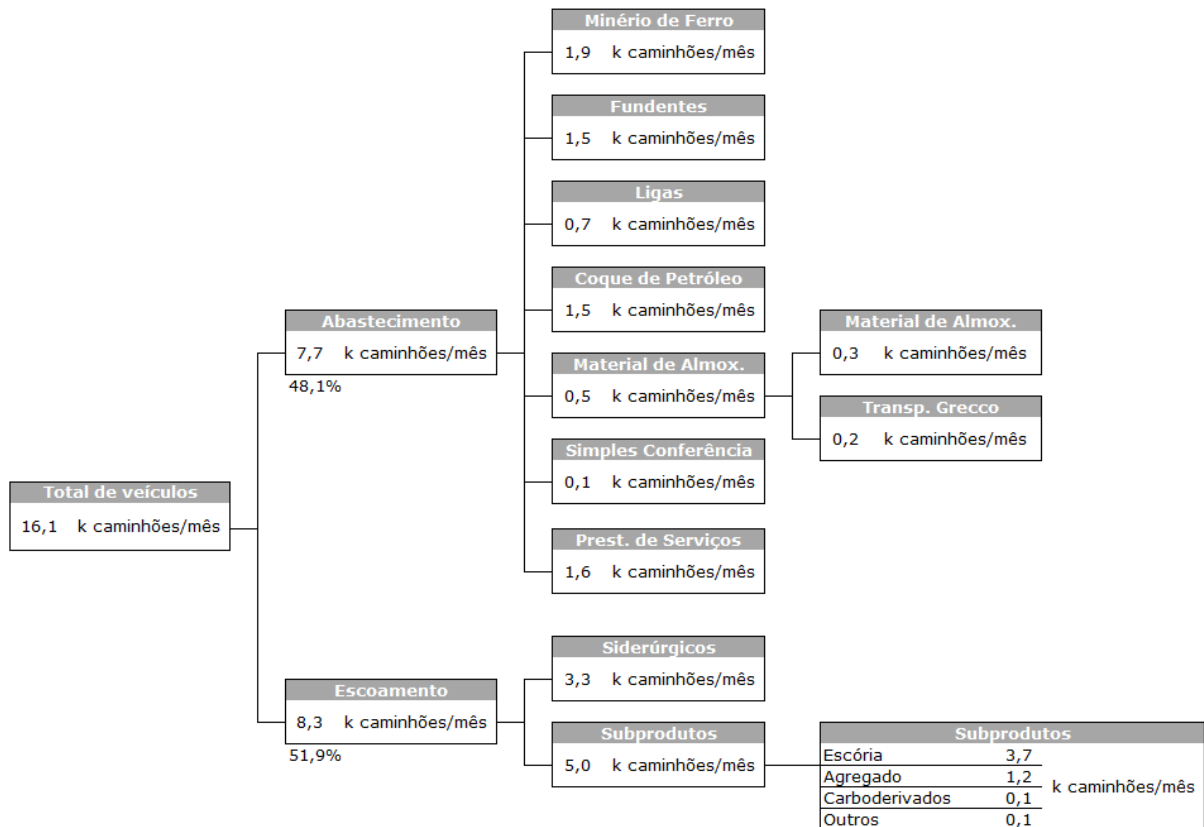 Total de veículos
16,1 k caminhões/mês
Abastecimento
7,7 k caminhões/mês
48,1%
Minério de Ferro
1,9 k caminhões/mês
Fundentes
1,5 k caminhões/mês
Ligas
0,7 k caminhões/mês
Coque de Petróleo
1,5 k caminhões/mês
Material de Almox.
0,5 k caminhões/mês
Material de Almox.
0,3 k caminhões/mês
Transp. Grecco
0,2 k caminhões/mês
Simples Conferência
0,1 k caminhões/mês
Prest. de Serviços
1,6 k caminhões/mês
Escoamento
8,3 k caminhões/mês
51,9%
Siderúrgicos
3,3 k caminhões/mês
Subprodutos
5,0 k caminhões/mês
Subprodutos
Escória 3,7
Agregado 1,2
Carboderivados 0,1
Outros 0,1
k caminhões/mês